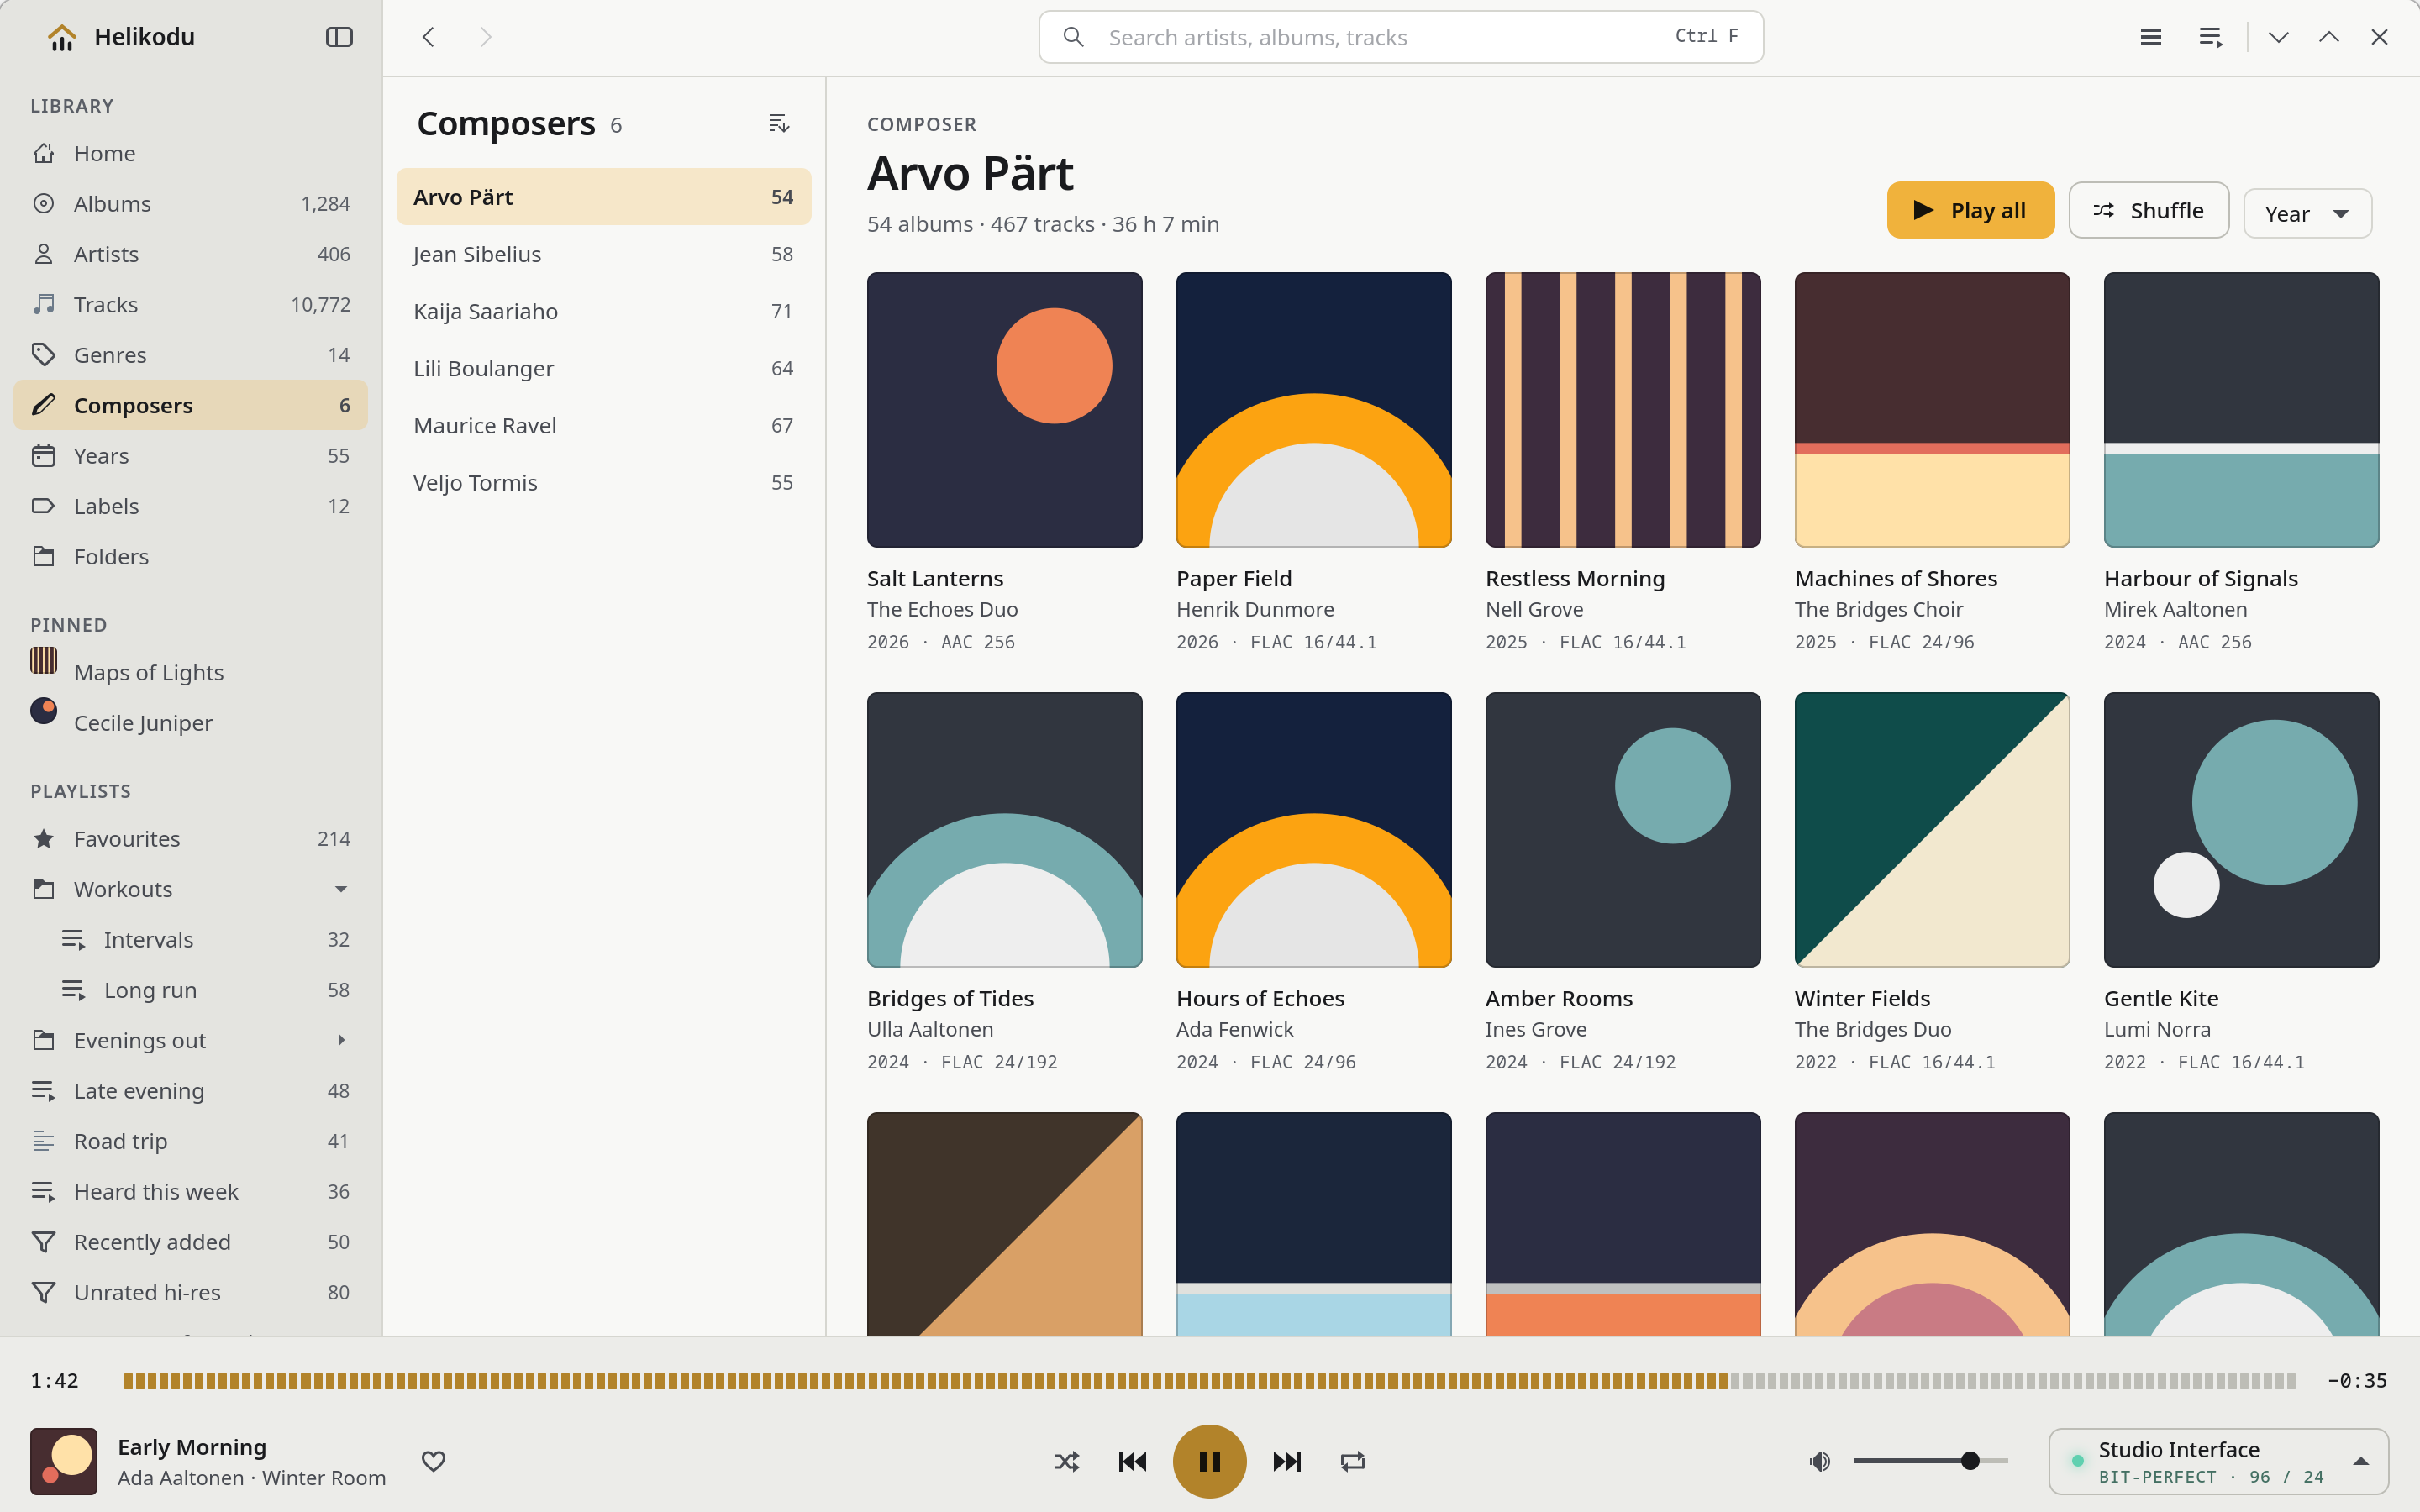 Helikodu
Search artists, albums, tracks
Ctrl F
LIBRARY
Home
Albums 1,284
Artists 406
Tracks 10,772
Genres 14
Composers 6
Years 55
Labels 12
Folders
PINNED
Maps of Lights
Cecile Juniper
PLAYLISTS
Favourites 214
Workouts
Intervals 32
Long run 58
Evenings out
Late evening 48
Road trip 41
Heard this week 36
Recently added 50
Unrated hi-res 80
Composers 6
Arvo Pärt 54
Jean Sibelius 58
Kaija Saariaho 71
Lili Boulanger 64
Maurice Ravel 67
Veljo Tormis 55
COMPOSER
Arvo Pärt
54 albums · 467 tracks · 36 h 7 min
Play all
Shuffle
Year
Salt Lanterns
The Echoes Duo
2026 · AAC 256
Paper Field
Henrik Dunmore
2026 · FLAC 16/44.1
Restless Morning
Nell Grove
2025 · FLAC 16/44.1
Machines of Shores
The Bridges Choir
2025 · FLAC 24/96
Harbour of Signals
Mirek Aaltonen
2024 · AAC 256
Bridges of Tides
Ulla Aaltonen
2024 · FLAC 24/192
Hours of Echoes
Ada Fenwick
2024 · FLAC 24/96
Amber Rooms
Ines Grove
2024 · FLAC 24/192
Winter Fields
The Bridges Duo
2022 · FLAC 16/44.1
Gentle Kite
Lumi Norra
2022 · FLAC 16/44.1
1:42
−0:35
Early Morning
Ada Aaltonen · Winter Room
Studio Interface
BIT-PERFECT · 96 / 24